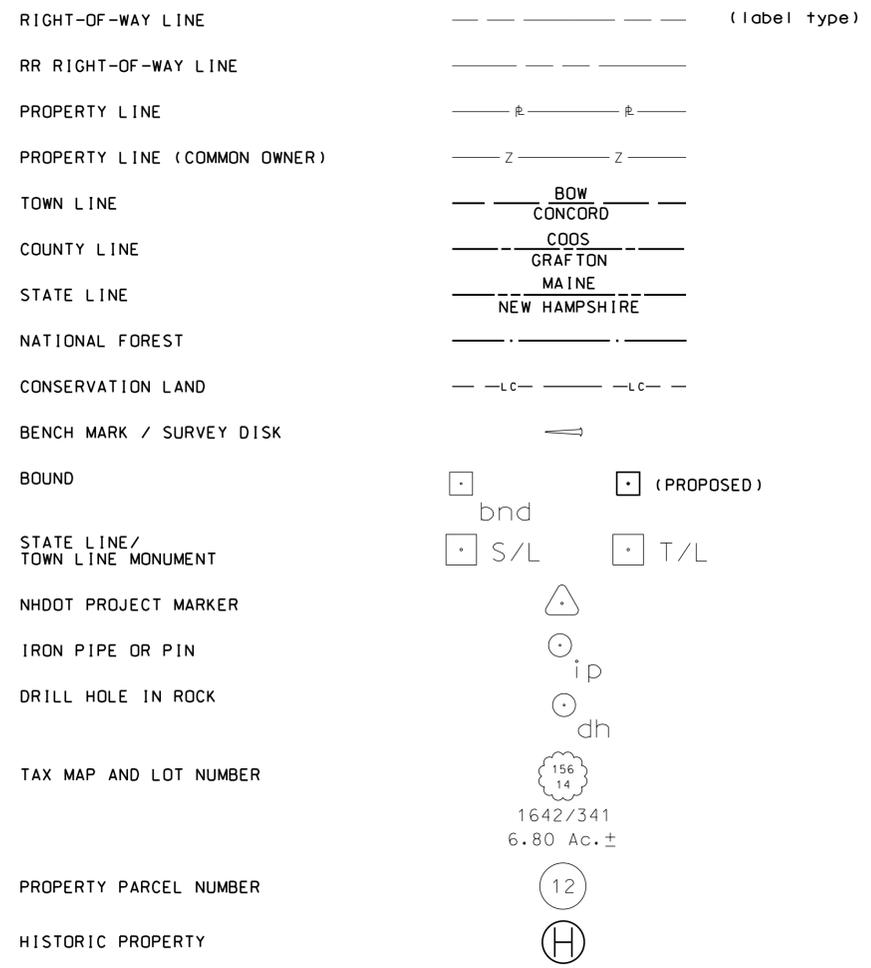 RIGHT-OF-WAY LINE (label type)
RR RIGHT-OF-WAY LINE
PROPERTY LINE ⅊ ⅊
PROPERTY LINE (COMMON OWNER) Z Z
TOWN LINE BOW
CONCORD
COUNTY LINE COOS
GRAFTON
STATE LINE MAINE
NEW HAMPSHIRE
NATIONAL FOREST
CONSERVATION LAND LC LC
BENCH MARK / SURVEY DISK
BOUND (PROPOSED)
bnd
STATE LINE/
TOWN LINE MONUMENT S/L T/L
NHDOT PROJECT MARKER
IRON PIPE OR PIN
ip
DRILL HOLE IN ROCK
dh
TAX MAP AND LOT NUMBER 156
14
1642/341
6.80 Ac.±
PROPERTY PARCEL NUMBER 12
HISTORIC PROPERTY H